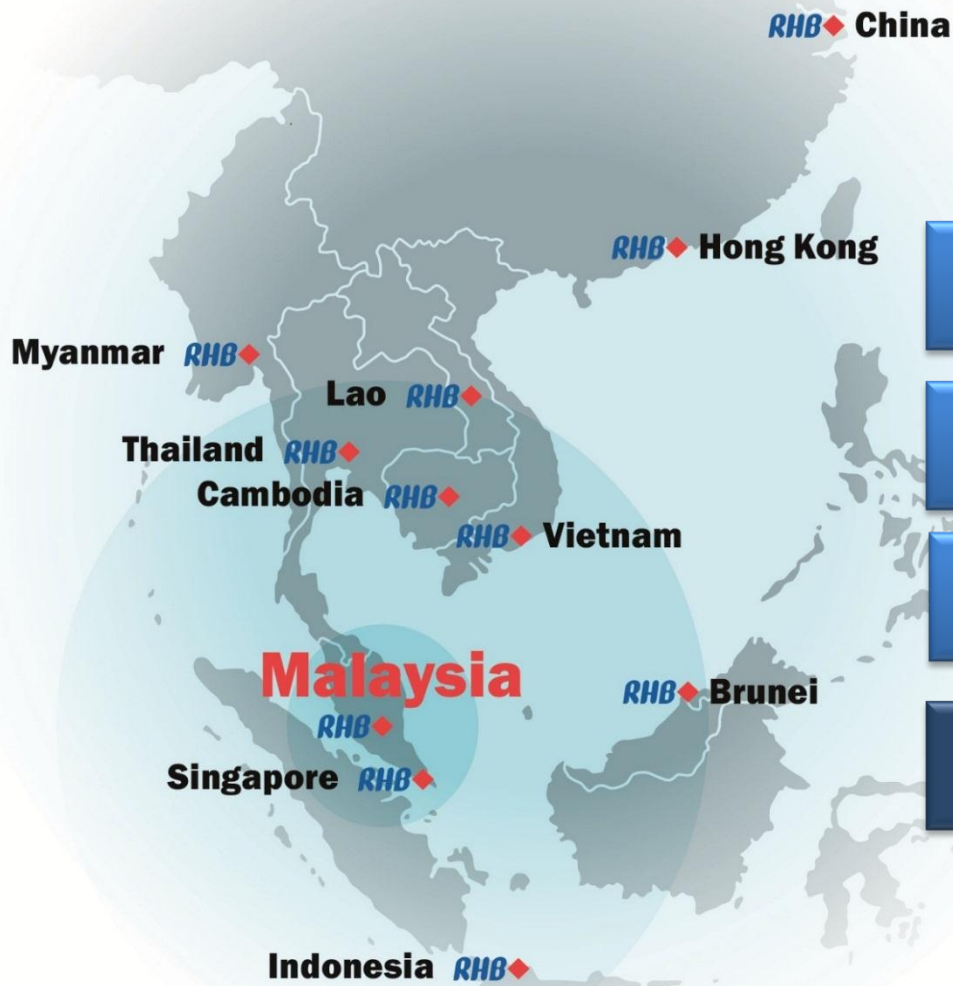 RHB China
RHB Hong Kong
Myanmar RHB
Lao RHB
Thailand RHB
Cambodia RHB
RHB Vietnam
Malaysia
RHB
RHB Brunei
Singapore RHB
Indonesia RHB